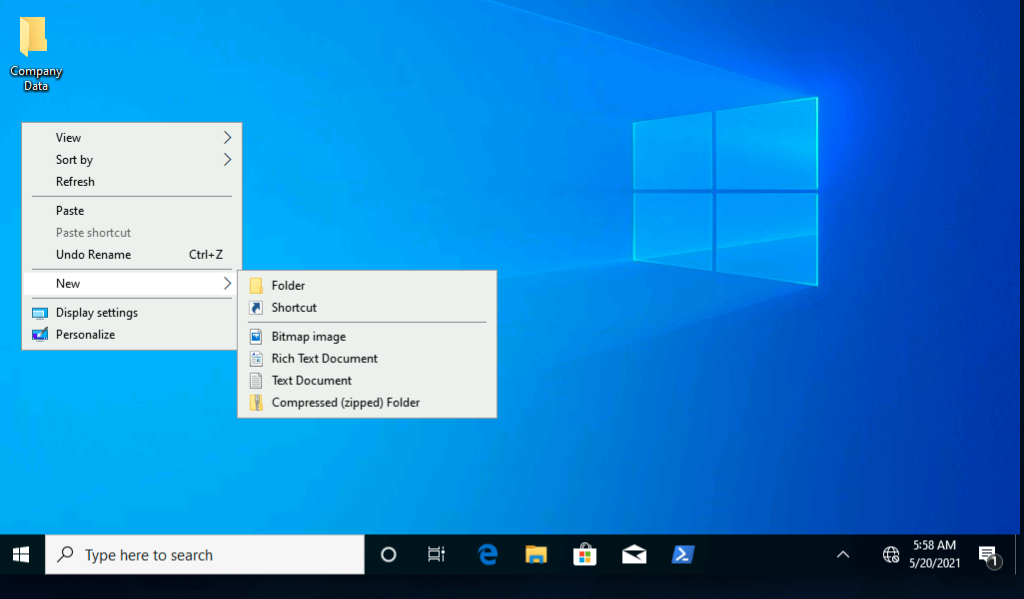 Company
Data
View
Sort by
Refresh
Paste
Paste shortcut
Undo Rename Ctrl+Z
New
Display settings
Personalize
Folder
Shortcut
Bitmap image
Rich Text Document
Text Document
Compressed (zipped) Folder
Type here to search
5:58 AM
5/20/2021
1